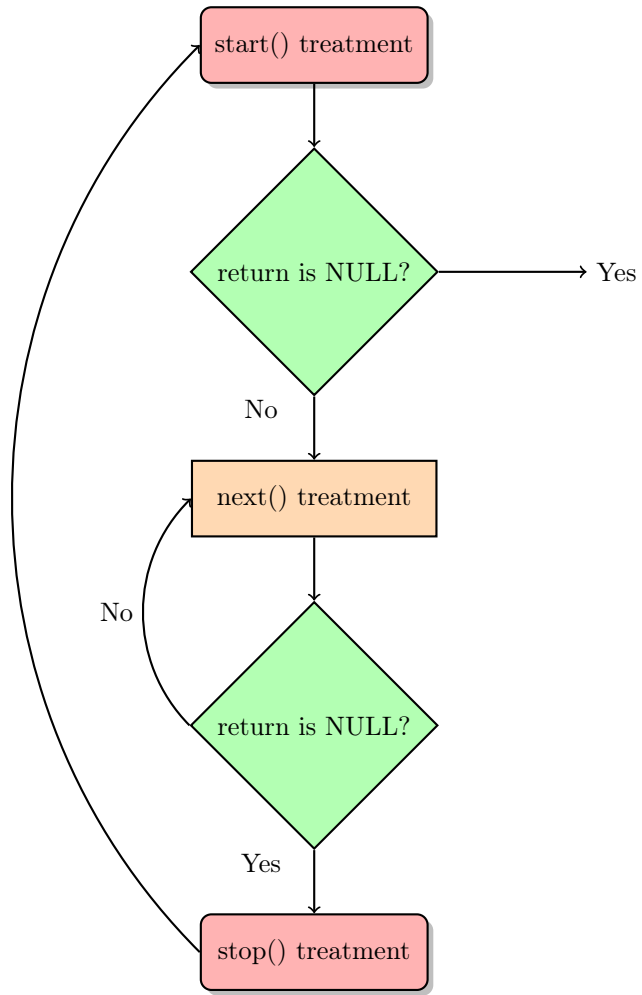 start() treatment
return is NULL?
Yes
No
next() treatment
No
return is NULL?
Yes
stop() treatment